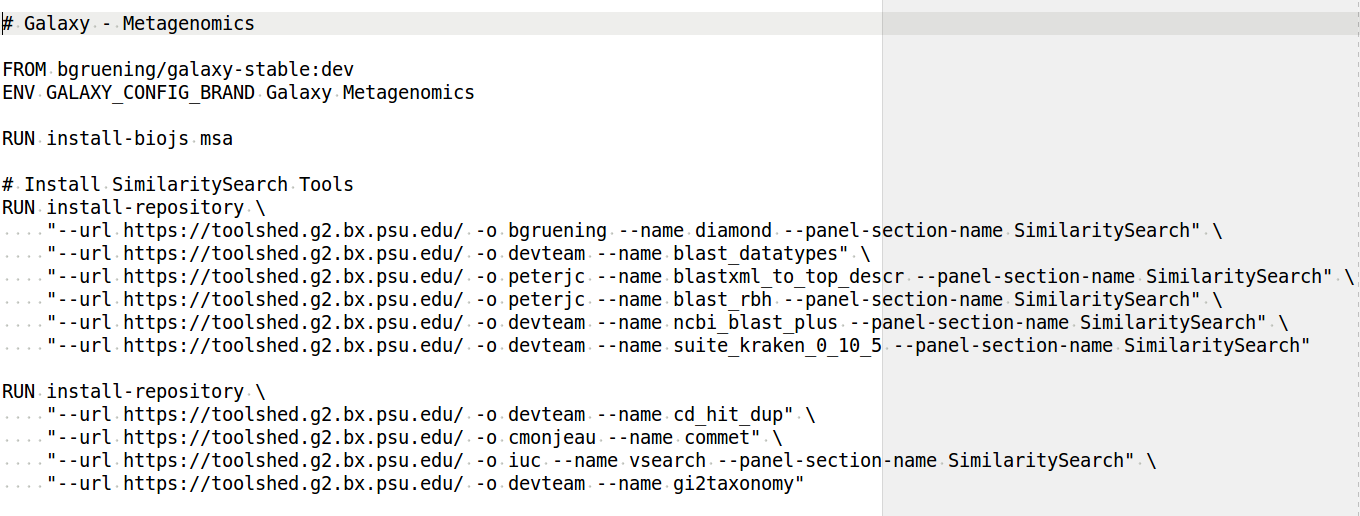 # Galaxy - Metagenomics
FROM bgruening/galaxy-stable:dev
ENV GALAXY_CONFIG_BRAND Galaxy Metagenomics
RUN install-biojs msa
# Install SimilaritySearch Tools
RUN install-repository \
    "--url https://toolshed.g2.bx.psu.edu/ -o bgruening --name diamond --panel-section-name SimilaritySearch" \
    "--url https://toolshed.g2.bx.psu.edu/ -o devteam --name blast_datatypes" \
    "--url https://toolshed.g2.bx.psu.edu/ -o peterjc --name blastxml_to_top_descr --panel-section-name SimilaritySearch" \
    "--url https://toolshed.g2.bx.psu.edu/ -o peterjc --name blast_rbh --panel-section-name SimilaritySearch" \
    "--url https://toolshed.g2.bx.psu.edu/ -o devteam --name ncbi_blast_plus --panel-section-name SimilaritySearch" \
    "--url https://toolshed.g2.bx.psu.edu/ -o devteam --name suite_kraken_0_10_5 --panel-section-name SimilaritySearch"
RUN install-repository \
    "--url https://toolshed.g2.bx.psu.edu/ -o devteam --name cd_hit_dup" \
    "--url https://toolshed.g2.bx.psu.edu/ -o cmonjeau --name commet" \
    "--url https://toolshed.g2.bx.psu.edu/ -o iuc --name vsearch --panel-section-name SimilaritySearch" \
    "--url https://toolshed.g2.bx.psu.edu/ -o devteam --name gi2taxonomy"